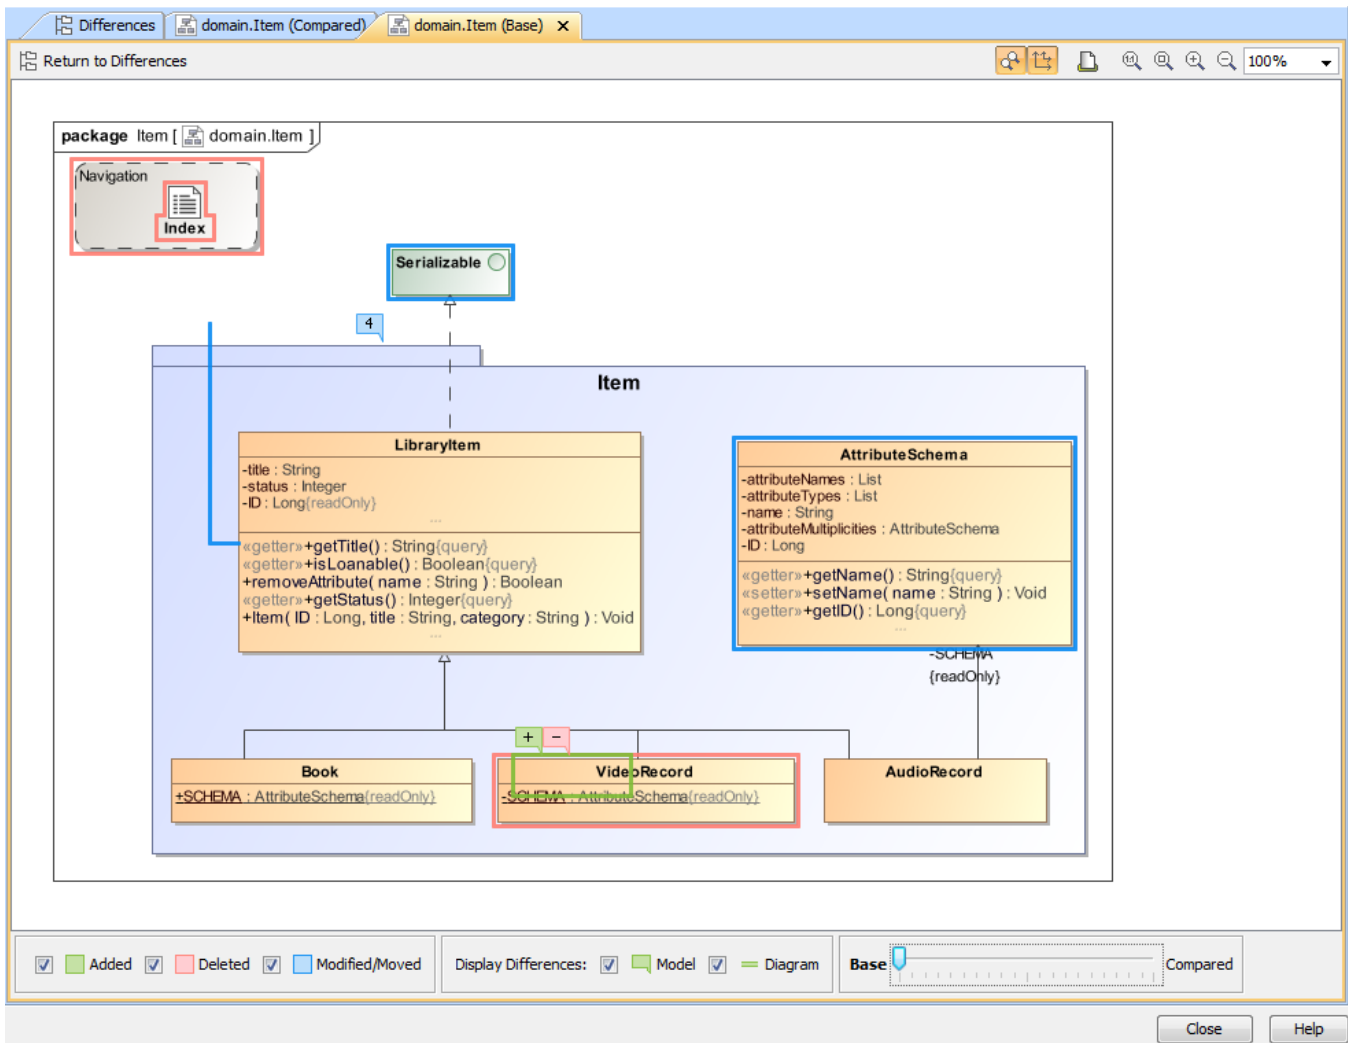 Differences
domain.Item (Compared)
domain.Item (Base) X
Return to Differences
1:1
100%
package Item [ domain.Item ]
Navigation
Index
Serializable
4
Item
LibraryItem
-title : String
-status : Integer
-ID : Long{readOnly}
...
«getter»+getTitle() : String{query}
«getter»+isLoanable() : Boolean{query}
+removeAttribute( name : String ) : Boolean
«getter»+getStatus() : Integer{query}
+Item( ID : Long, title : String, category : String ) : Void
...
AttributeSchema
-attributeNames : List
-attributeTypes : List
-name : String
-attributeMultiplicities : AttributeSchema
-ID : Long
«getter»+getName() : String{query}
«setter»+setName( name : String ) : Void
«getter»+getID() : Long{query}
...
-SCHEMA
{readOnly}
+ −
Book
+SCHEMA : AttributeSchema{readOnly}
VideoRecord
-SCHEMA : AttributeSchema{readOnly}
AudioRecord
Added Deleted Modified/Moved
Display Differences: Model Diagram
Base Compared
Close Help